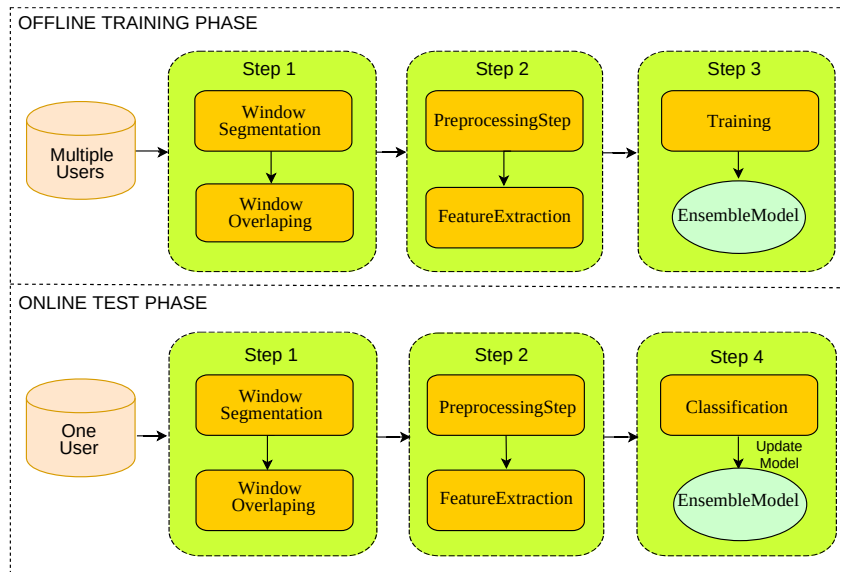 OFFLINE TRAINING PHASE
Step 1
Step 2
Step 3
Multiple
Users
Window
Segmentation
Window
Overlaping
PreprocessingStep
FeatureExtraction
Training
EnsembleModel
ONLINE TEST PHASE
Step 1
Step 2
Step 4
One
User
Window
Segmentation
Window
Overlaping
PreprocessingStep
FeatureExtraction
Classification
Update
Model
EnsembleModel